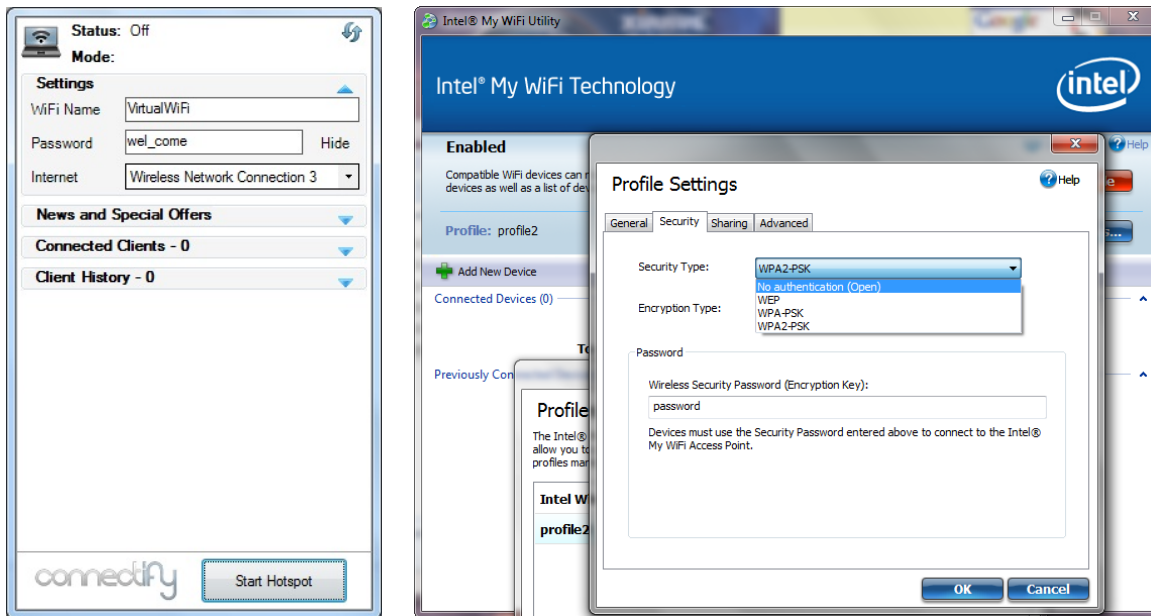 Status: Off
Mode:
Settings
WiFi Name VirtualWiFi
Password wel_come Hide
Internet Wireless Network Connection 3
News and Special Offers
Connected Clients - 0
Client History - 0
connectify Start Hotspot
Intel® My WiFi Utility
Intel® My WiFi Technology
intel
Enabled
Help
Compatible WiFi devices can
devices as well as a list of
Profile: profile2
Add New Device
Connected Devices (0)
Previously
Profile
The Intel®
allow you
profiles
Intel
profile2
Profile Settings
Help
General Security Sharing Advanced
Security Type: WPA2-PSK
No authentication (Open)
WEP
WPA-PSK
WPA2-PSK
Encryption Type:
Password
Wireless Security Password (Encryption Key):
password
Devices must use the Security Password entered above to connect to the Intel®
My WiFi Access Point.
OK Cancel